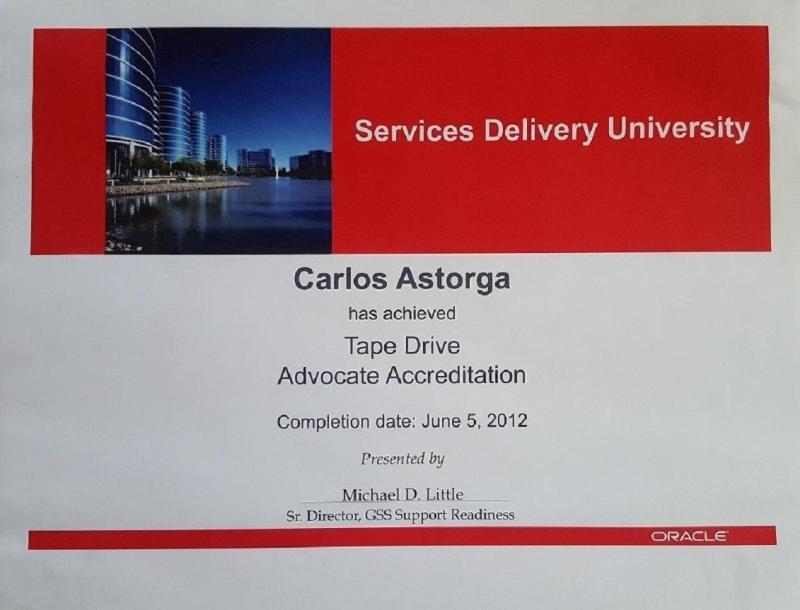 Services Delivery University
Carlos Astorga
has achieved
Tape Drive
Advocate Accreditation
Completion date: June 5, 2012
Presented by
Michael D. Little
Sr. Director, GSS Support Readiness
ORACLE